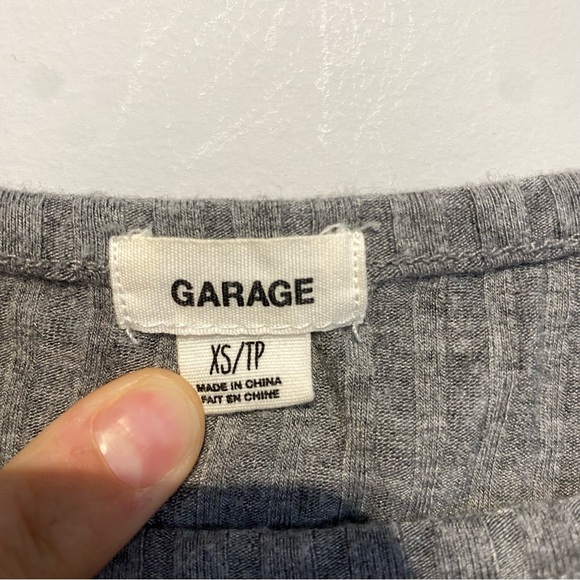 GARAGE
XS/TP
MADE IN CHINA
FAIT EN CHINE